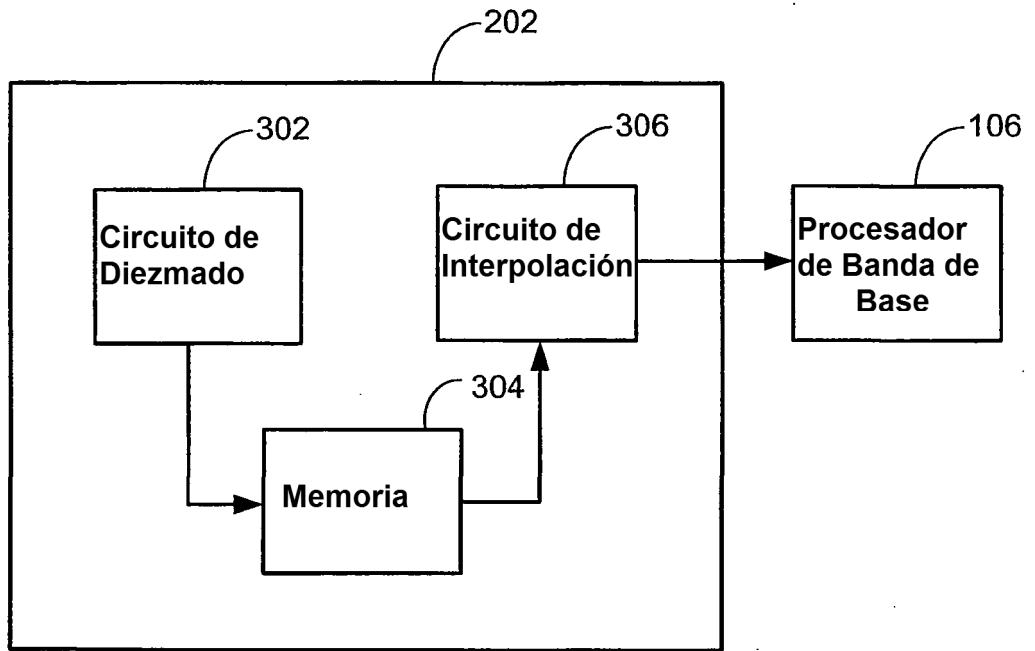 202
302
306
106
Circuito de
Diezmado
Circuito de
Interpolación
Procesador
de Banda de
Base
304
Memoria